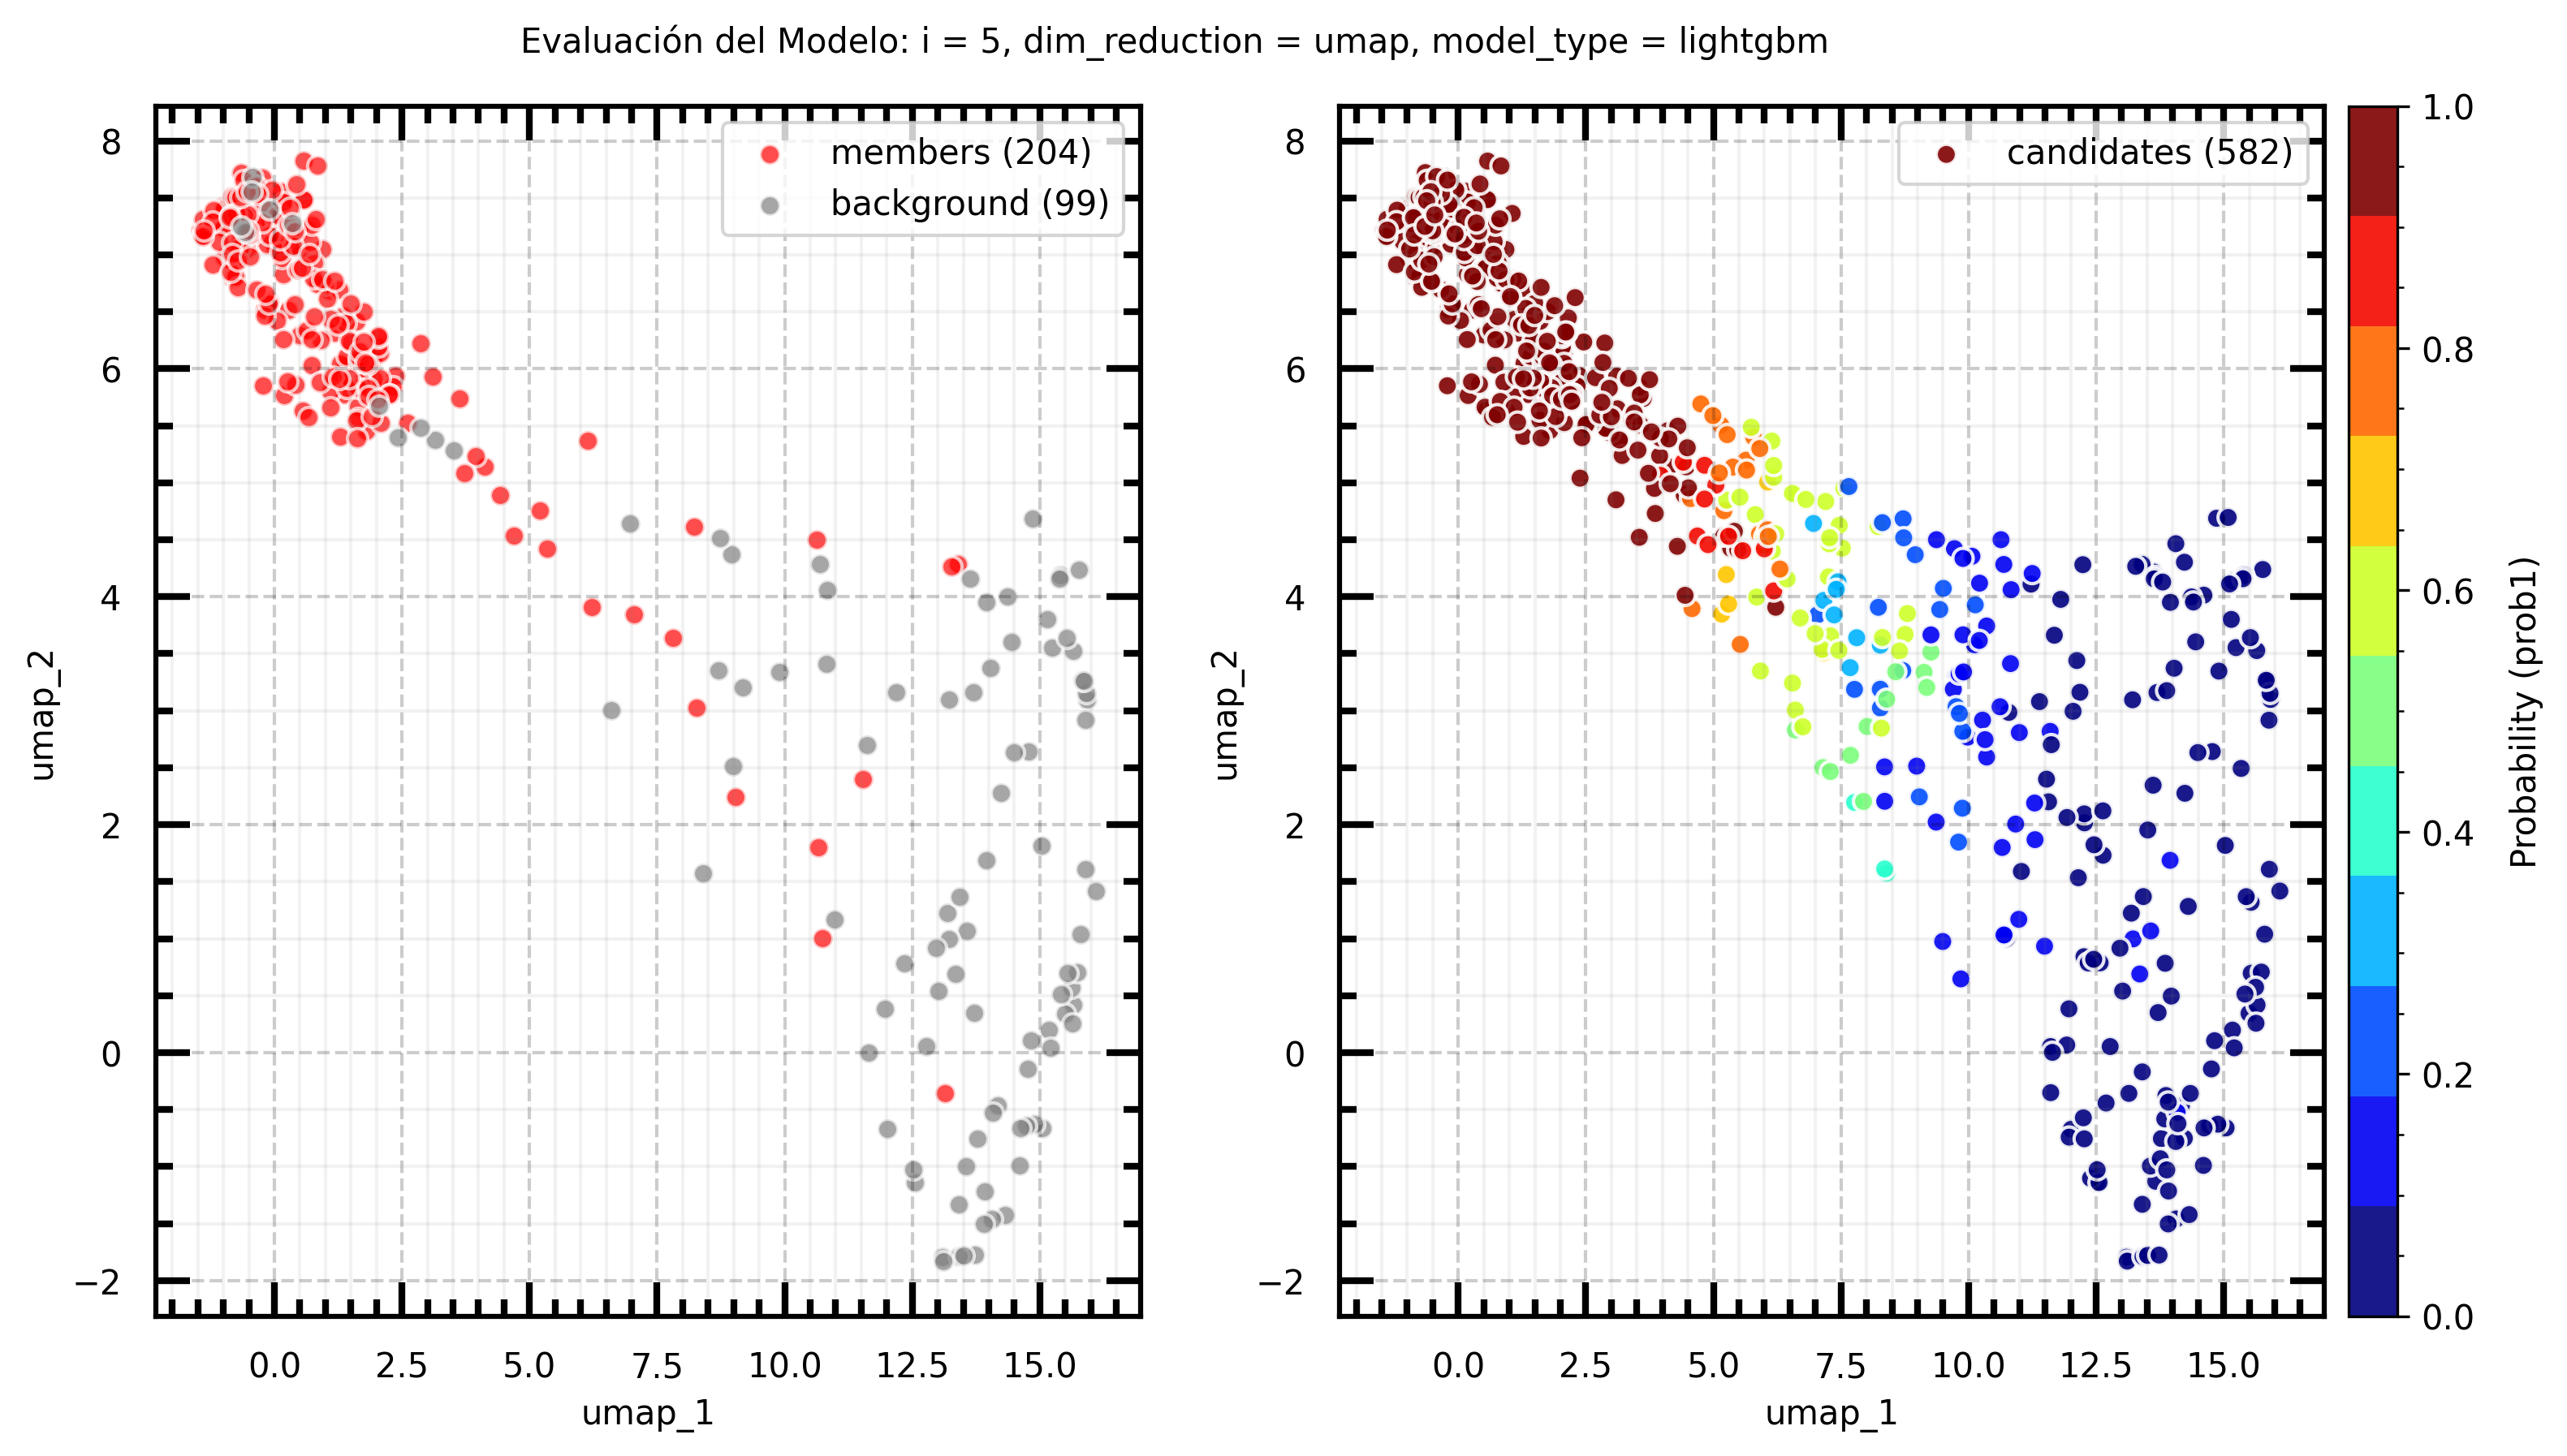 Evaluación del Modelo: i = 5, dim_reduction = umap, model_type = lightgbm
members (204)
background (99)
8
6
4
2
0
−2
umap_2
0.0 2.5 5.0 7.5 10.0 12.5 15.0
umap_1
candidates (582)
8
6
4
2
0
−2
umap_2
0.0 2.5 5.0 7.5 10.0 12.5 15.0
umap_1
1.0
0.8
0.6
0.4
0.2
0.0
Probability (prob1)